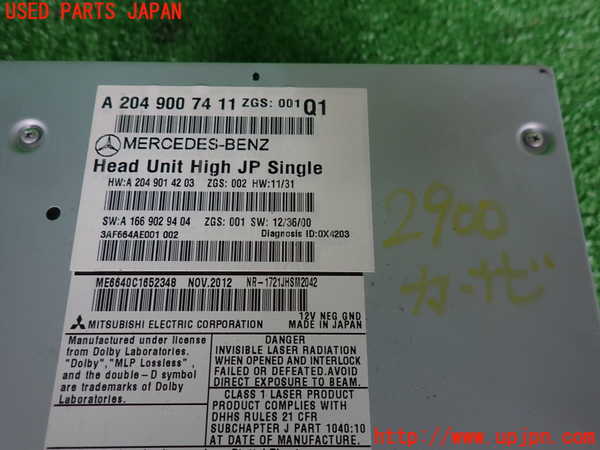 USED PARTS JAPAN
A 204 900 74 11 ZGS: 001 Q1
MERCEDES-BENZ
Head Unit High JP Single
HW:A 204 901 42 03 ZGS: 002 HW:11/31
SW:A 166 902 94 04 ZGS: 001 SW: 12/36/00
3AF664AE001 002 Diagnosis ID:0X4203
2900
カーナビ
ME6640C1652348 NOV.2012 NR-1721JHSM2042
12V NEG GND
MITSUBISHI ELECTRIC CORPORATION MADE IN JAPAN
Manufactured under license
from Dolby Laboratories.
"Dolby","MLP Lossless" ,
and the double-D symbol
are trademarks of Dolby
Laboratories.
DANGER
INVISIBLE LASER RADIATION
WHEN OPENED AND INTERLOCK
FAILED OR DEFEATED.AVOID
DIRECT EXPOSURE TO BEAM.
CLASS 1 LASER PRODUCT
PRODUCT COMPLIES WITH
DHHS RULES 21 CFR
SUBCHAPTER J PART 1040:10
AT DATE OF MANUFACTURE.
http://www.upjpn.com/